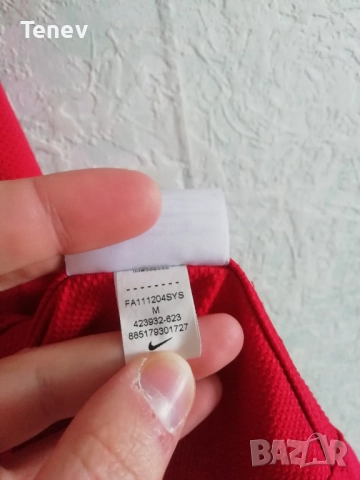 Tenev
- - - - - - - -
FA111204SYS
M
423932-623
885179301727
BAZAR